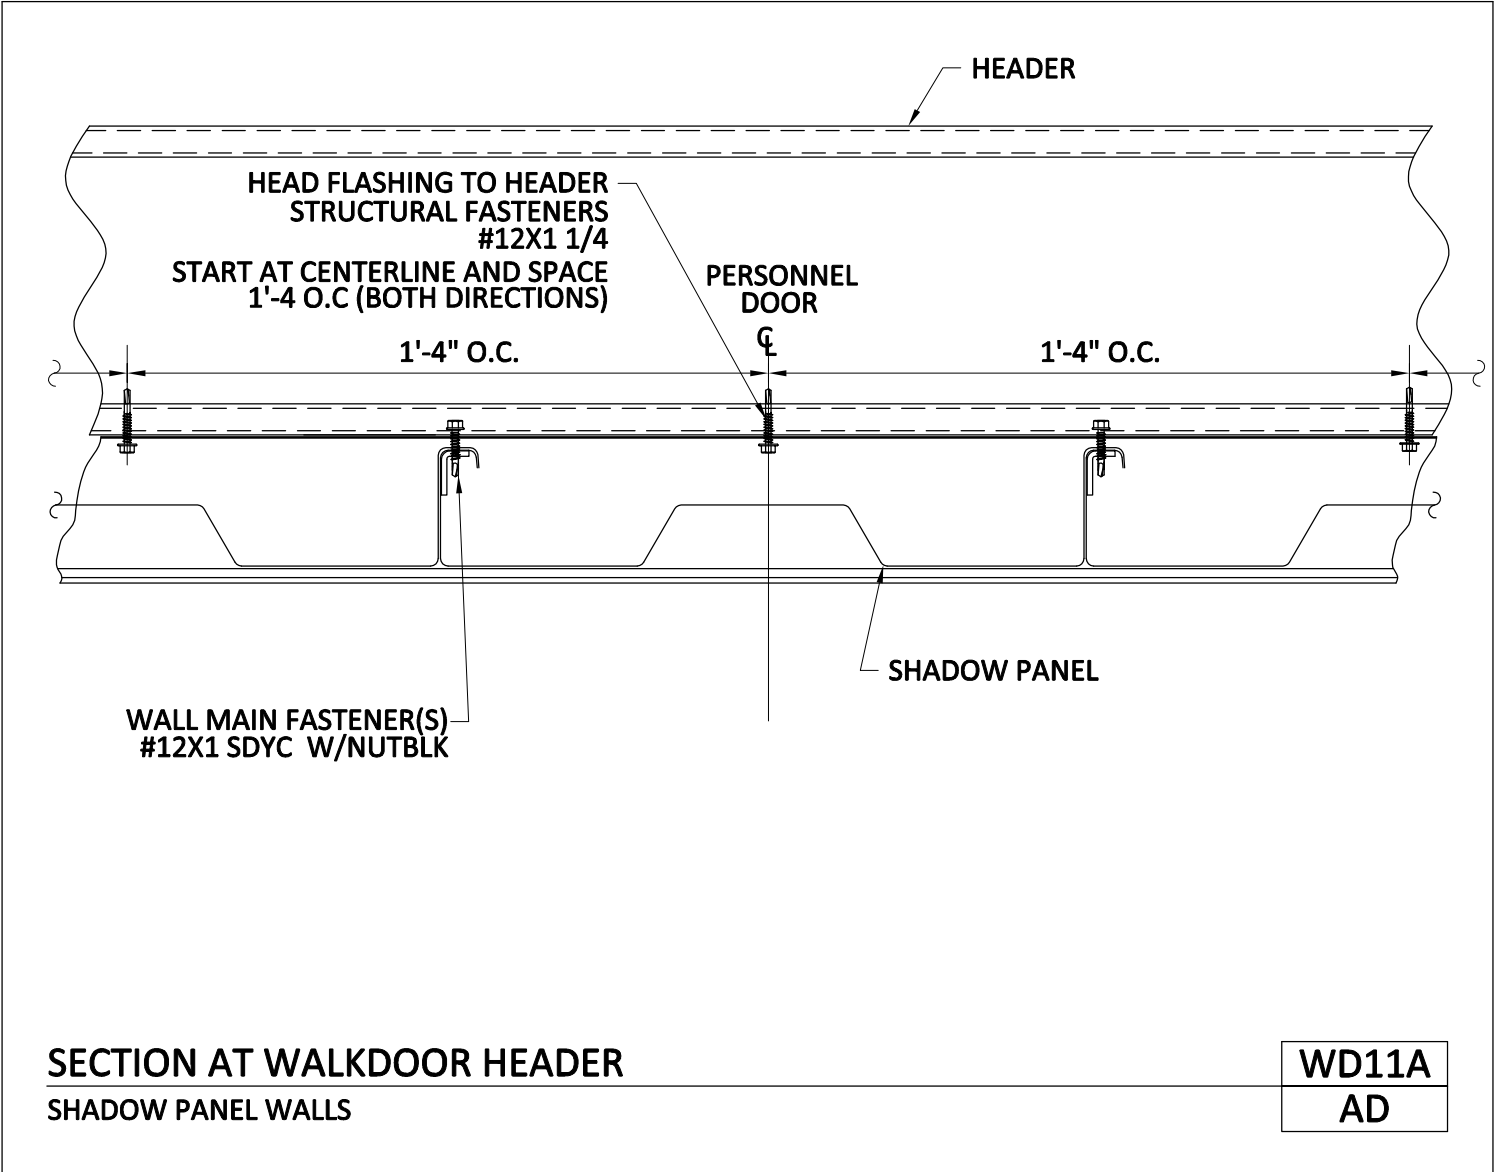 HEADER
HEAD FLASHING TO HEADER
STRUCTURAL FASTENERS
#12X1 1/4
START AT CENTERLINE AND SPACE
1'-4 O.C (BOTH DIRECTIONS)
PERSONNEL
DOOR
℄
1'-4" O.C.
1'-4" O.C.
SHADOW PANEL
WALL MAIN FASTENER(S)
#12X1 SDYC W/NUTBLK
SECTION AT WALKDOOR HEADER
SHADOW PANEL WALLS
WD11A
AD